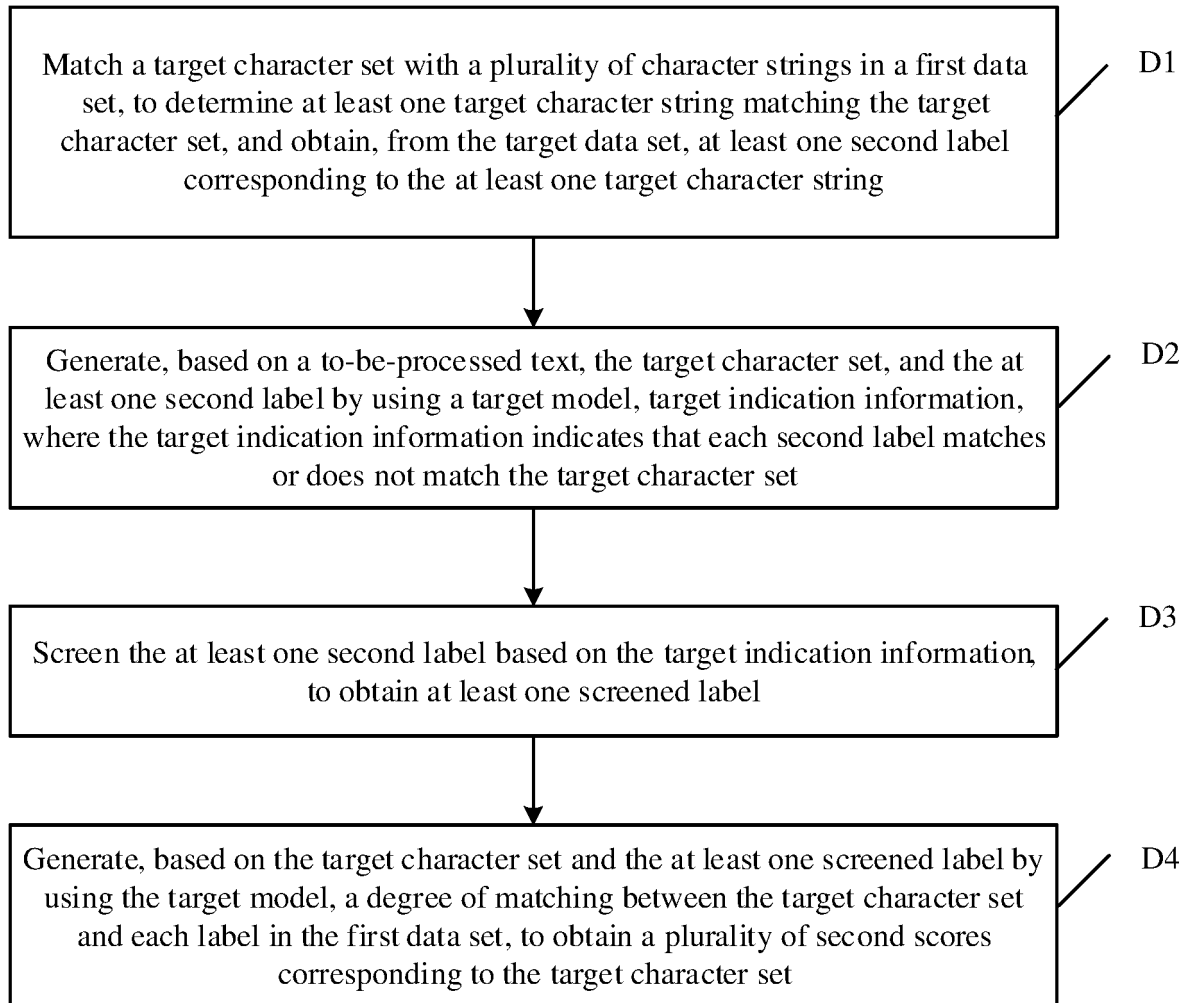 Match a target character set with a plurality of character strings in a first data
set, to determine at least one target character string matching the target
character set, and obtain, from the target data set, at least one second label
corresponding to the at least one target character string
D1
Generate, based on a to-be-processed text, the target character set, and the at
least one second label by using a target model, target indication information,
where the target indication information indicates that each second label matches
or does not match the target character set
D2
Screen the at least one second label based on the target indication information,
to obtain at least one screened label
D3
Generate, based on the target character set and the at least one screened label by
using the target model, a degree of matching between the target character set
and each label in the first data set, to obtain a plurality of second scores
corresponding to the target character set
D4